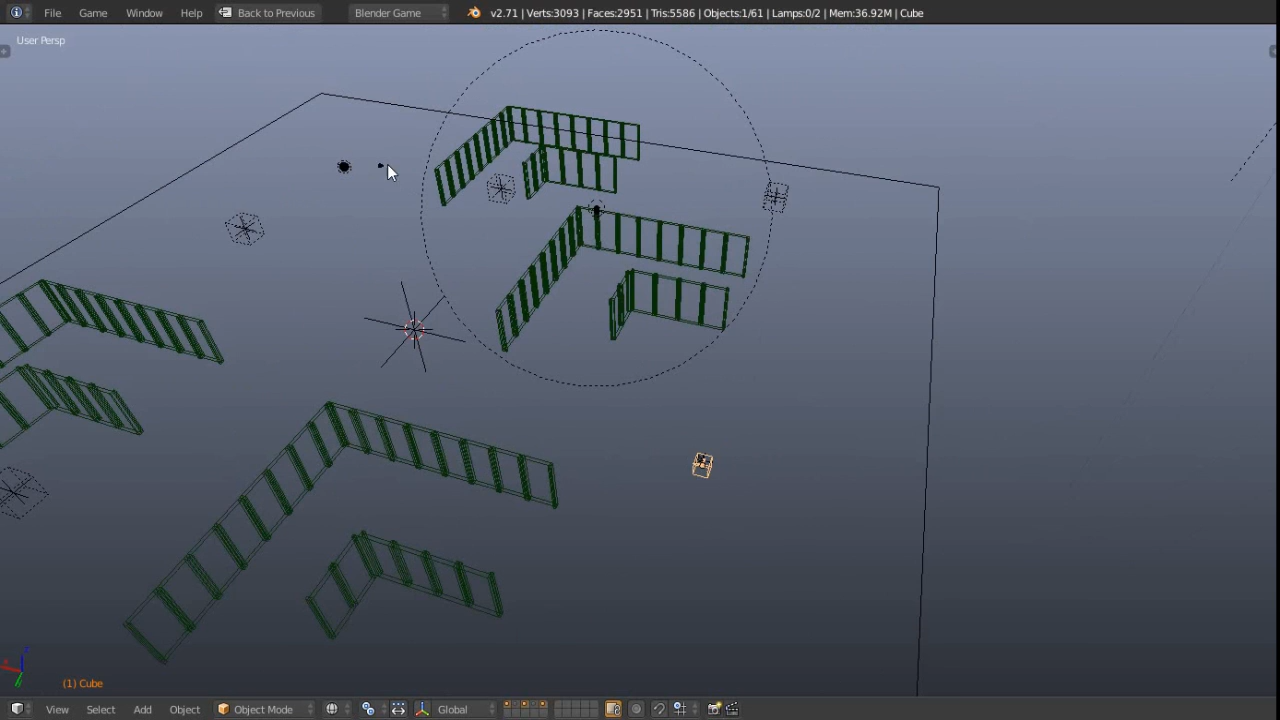 File Game Window Help Back to Previous Blender Game v2.71 | Verts:3093 | Faces:2951 | Tris:5586 | Objects:1/61 | Lamps:0/2 | Mem:36.92M | Cube
User Persp
(1) Cube
View Select Add Object Object Mode Global